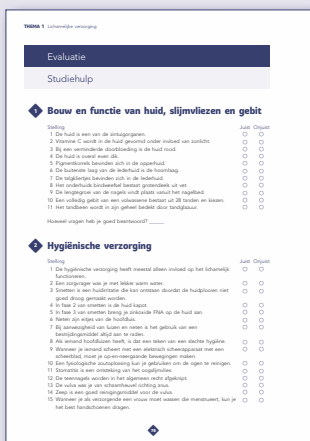 THEMA 1 Lichamelijke verzorging
Evaluatie
Studiehulp
1 Bouw en functie van huid, slijmvliezen en gebit
Stelling Juist Onjuist
1 De huid is een van de zintuigorganen.
2 Vitamine C wordt in de huid gevormd onder invloed van zonlicht.
3 Bij een verminderde doorbloeding is de huid rood.
4 De huid is overal even dik.
5 Pigmentkorrels bevinden zich in de opperhuid.
6 De buitenste laag van de lederhuid is de hoornlaag.
7 De talgkliertjes bevinden zich in de lederhuid.
8 Het onderhuids bindweefsel bestaat grotendeels uit vet.
9 De lengtegroei van de nagels vindt plaats vanuit het nagelbed.
10 Een volledig gebit van een volwassene bestaat uit 28 tanden en kiezen.
11 Het tandbeen wordt in zijn geheel bedekt door tandglazuur.
Hoeveel vragen heb je goed beantwoord?
2 Hygiënische verzorging
Stelling Juist Onjuist
1 De hygiënische verzorging heeft meestal alleen invloed op het lichamelijk
functioneren.
2 Een zorgvrager was je met lekker warm water.
3 Smetten is een huidirritatie die kan ontstaan doordat de huidplooien niet
goed droog gemaakt worden.
4 In fase 2 van smetten is de huid kapot.
5 In fase 3 van smetten breng je zinkoxide FNA op de huid aan.
6 Neten zijn eitjes van de hoofdluis.
7 Bij aanwezigheid van luizen en neten is het gebruik van een
bestrijdingsmiddel altijd aan te raden.
8 Als iemand hoofdluizen heeft, is dat een teken van een slechte hygiëne.
9 Wanneer je iemand scheert met een elektrisch scheerapparaat met een
scheerblad, moet je op-en-neergaande bewegingen maken.
10 Een fysiologische zoutoplossing kun je gebruiken om de ogen te reinigen.
11 Stomatitis is een ontsteking van het oogslijmvlies.
12 De teennagels worden in het algemeen recht afgeknipt.
13 De vulva was je van schaamheuvel richting anus.
14 Zeep is een goed reinigingsmiddel voor de vulva.
15 Wanneer je als verzorgende een vrouw moet wassen die menstrueert, kun je
het best handschoenen dragen.